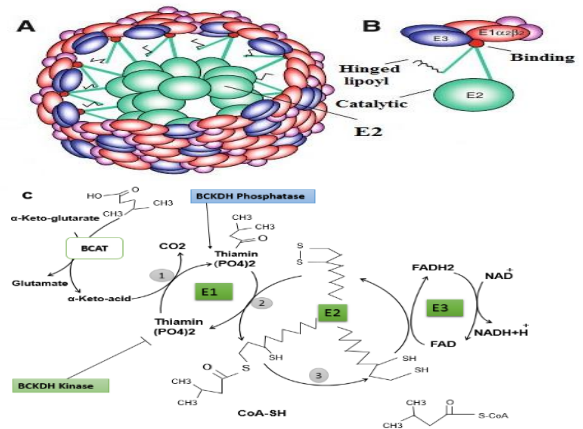 A
E2
B
E3
E1α2β2
Binding
Hinged
lipoyl
Catalytic
E2
c
HO
O
CH3
CH3
α-Keto-glutarate
BCAT
Glutamate
α-Keto-acid
CO2
1
BCKDH Phosphatase
CH3
H3C
O
Thiamin
(PO4)2
E1
2
Thiamin
(PO4)2
BCKDH Kinase
S
S
E2
SH
S
O
CH3
CH3
CoA-SH
3
SH
SH
FADH2
NAD+
E3
FAD
NADH+H+
CH3
CH3
O
S-CoA